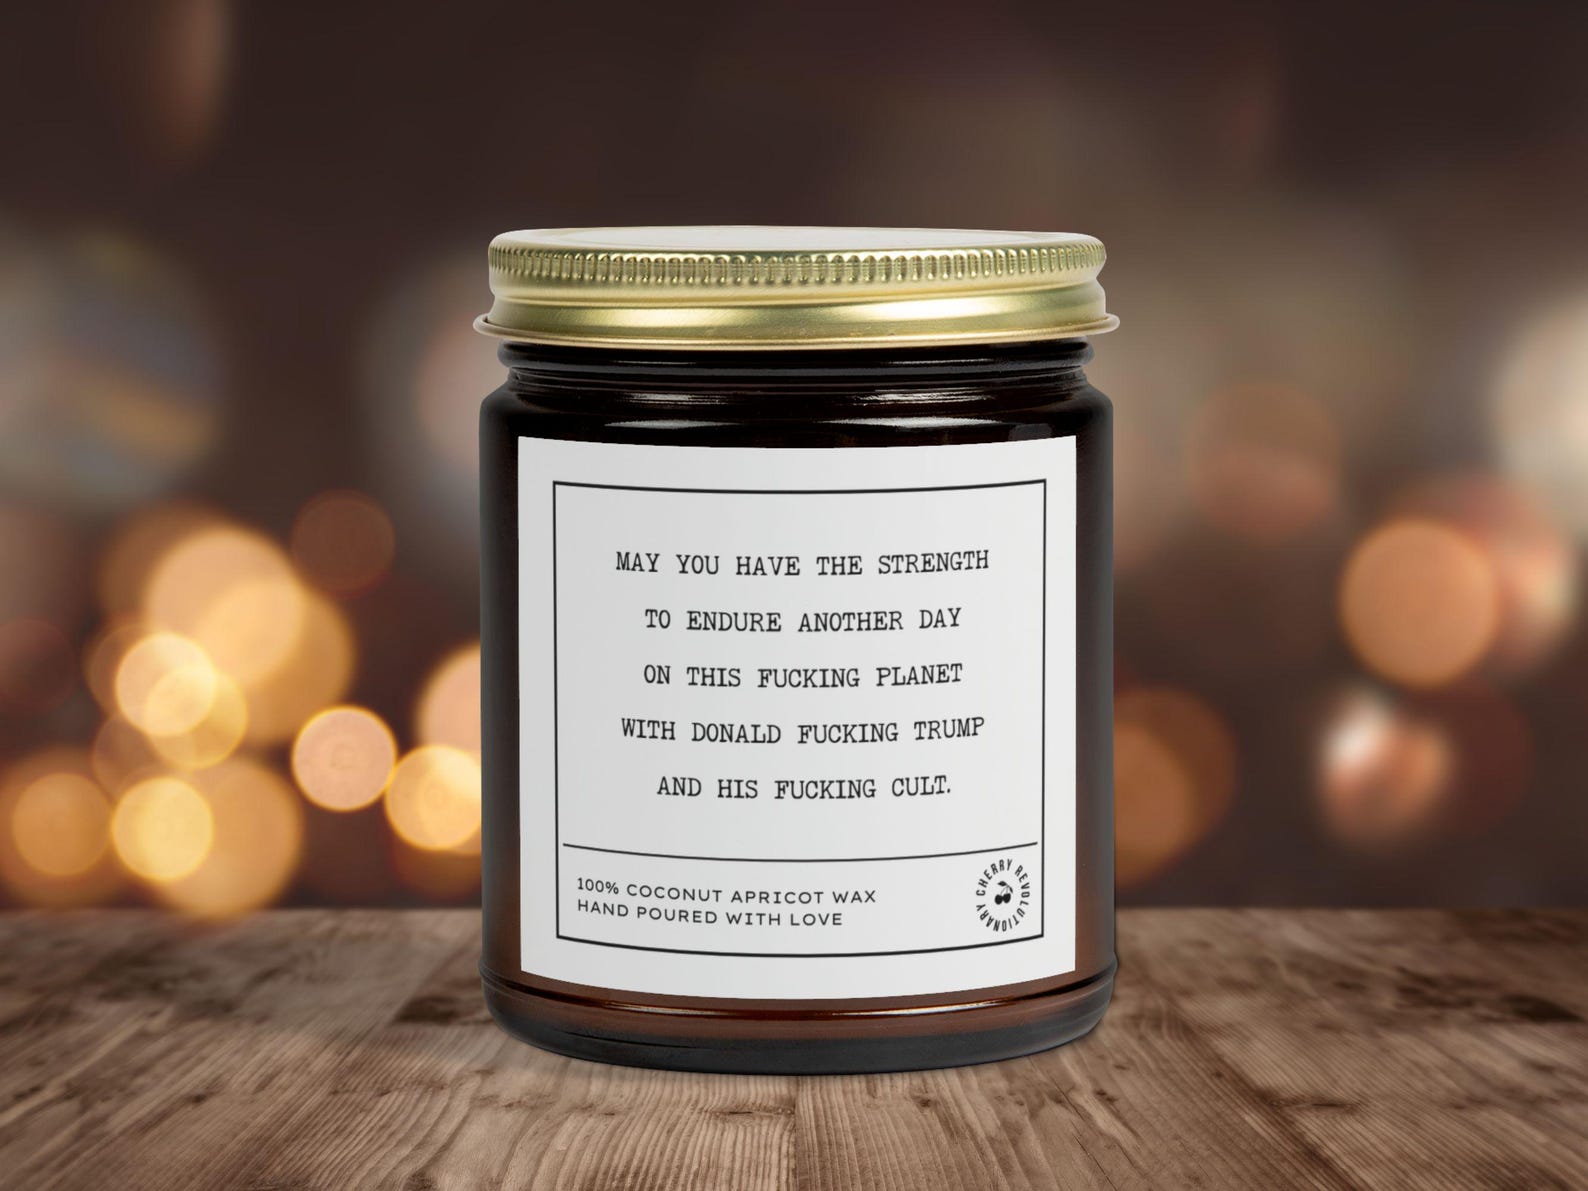 MAY YOU HAVE THE STRENGTH
TO ENDURE ANOTHER DAY
ON THIS FUCKING PLANET
WITH DONALD FUCKING TRUMP
AND HIS FUCKING CULT.
100% COCONUT APRICOT WAX
HAND POURED WITH LOVE
CHERRY REVOLUTIONARY